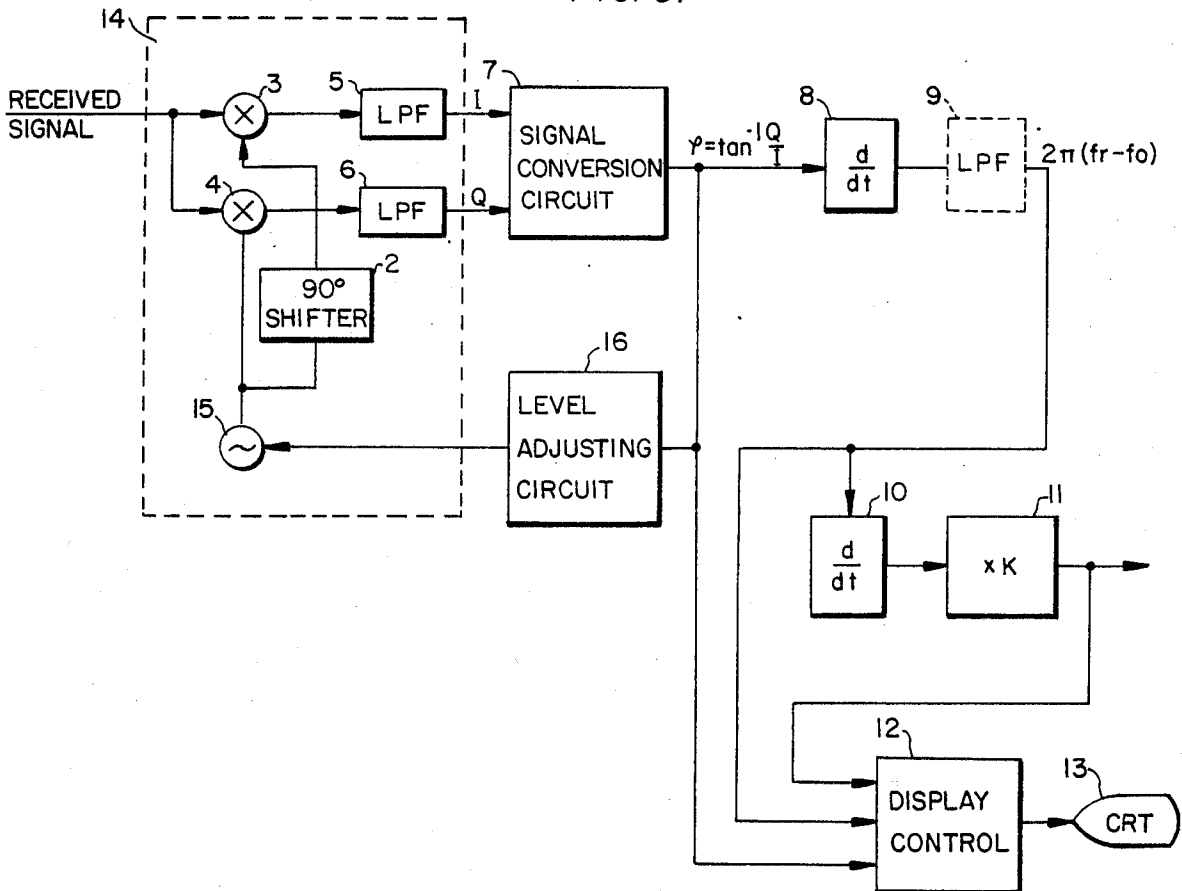 14
RECEIVED
SIGNAL
3
5
LPF
I
7
SIGNAL
CONVERSION
CIRCUIT
4
6
LPF
Q
2
90°
SHIFTER
15
16
LEVEL
ADJUSTING
CIRCUIT
φ=tan⁻¹ Q/I
8
d
dt
9
LPF
2π(fr-fo)
10
d
dt
11
×K
12
DISPLAY
CONTROL
13
CRT